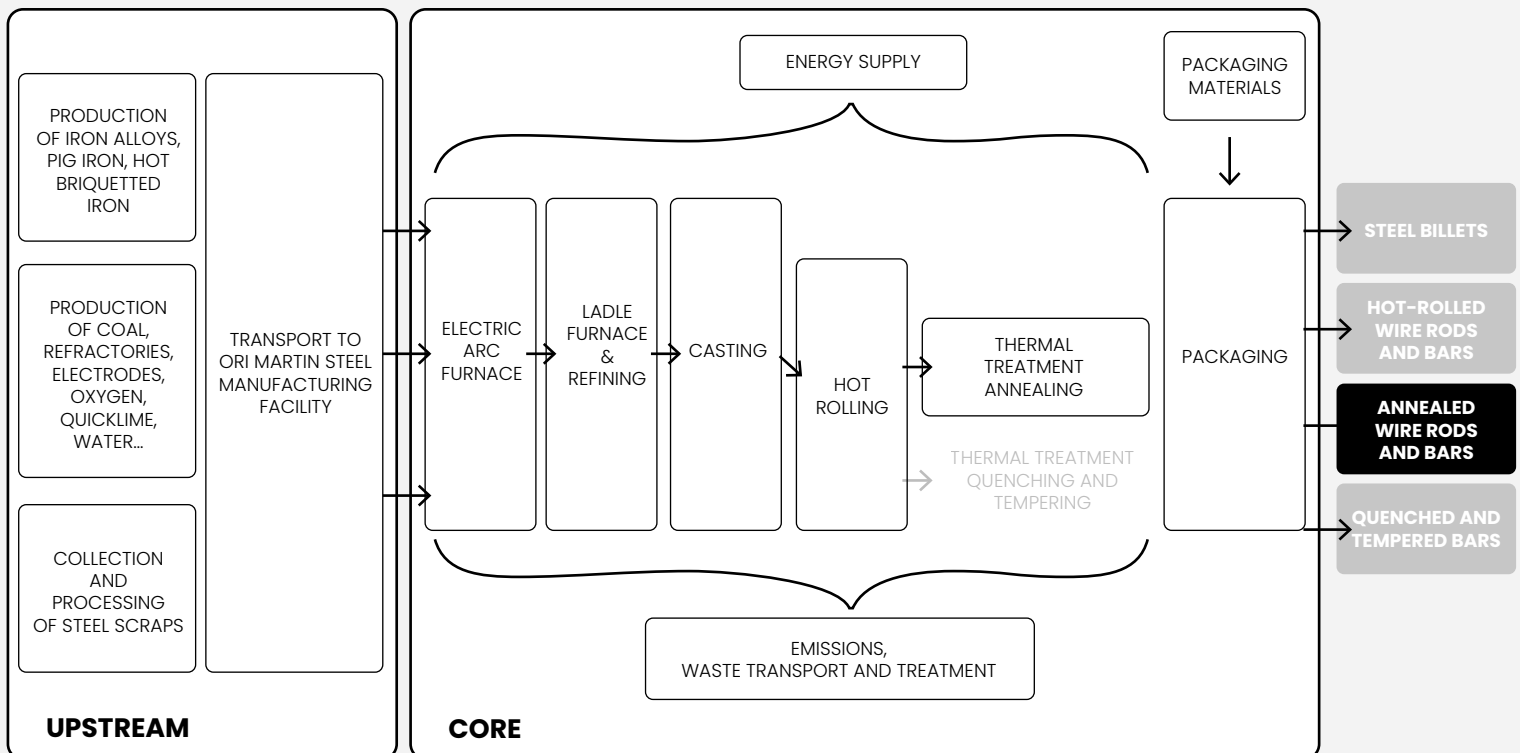 PRODUCTION
OF IRON ALLOYS,
PIG IRON, HOT
BRIQUETTED
IRON
PRODUCTION
OF COAL,
REFRACTORIES,
ELECTRODES,
OXYGEN,
QUICKLIME,
WATER...
COLLECTION
AND
PROCESSING
OF STEEL SCRAPS
TRANSPORT TO
ORI MARTIN STEEL
MANUFACTURING
FACILITY
UPSTREAM
ENERGY SUPPLY
PACKAGING
MATERIALS
ELECTRIC
ARC
FURNACE
LADLE
FURNACE
&
REFINING
CASTING
HOT
ROLLING
THERMAL
TREATMENT
ANNEALING
THERMAL TREATMENT
QUENCHING AND
TEMPERING
PACKAGING
EMISSIONS,
WASTE TRANSPORT AND TREATMENT
CORE
STEEL BILLETS
HOT-ROLLED
WIRE RODS
AND BARS
ANNEALED
WIRE RODS
AND BARS
QUENCHED AND
TEMPERED BARS